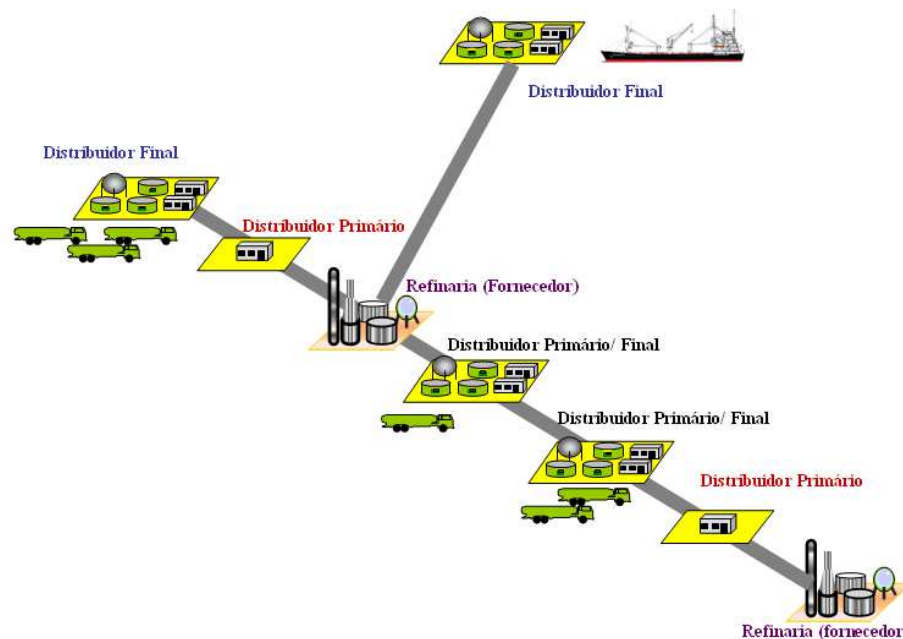 Distribuidor Final
Distribuidor Final
Distribuidor Primário
Refinaria (Fornecedor)
Distribuidor Primário/ Final
Distribuidor Primário/ Final
Distribuidor Primário
Refinaria (fornecedor